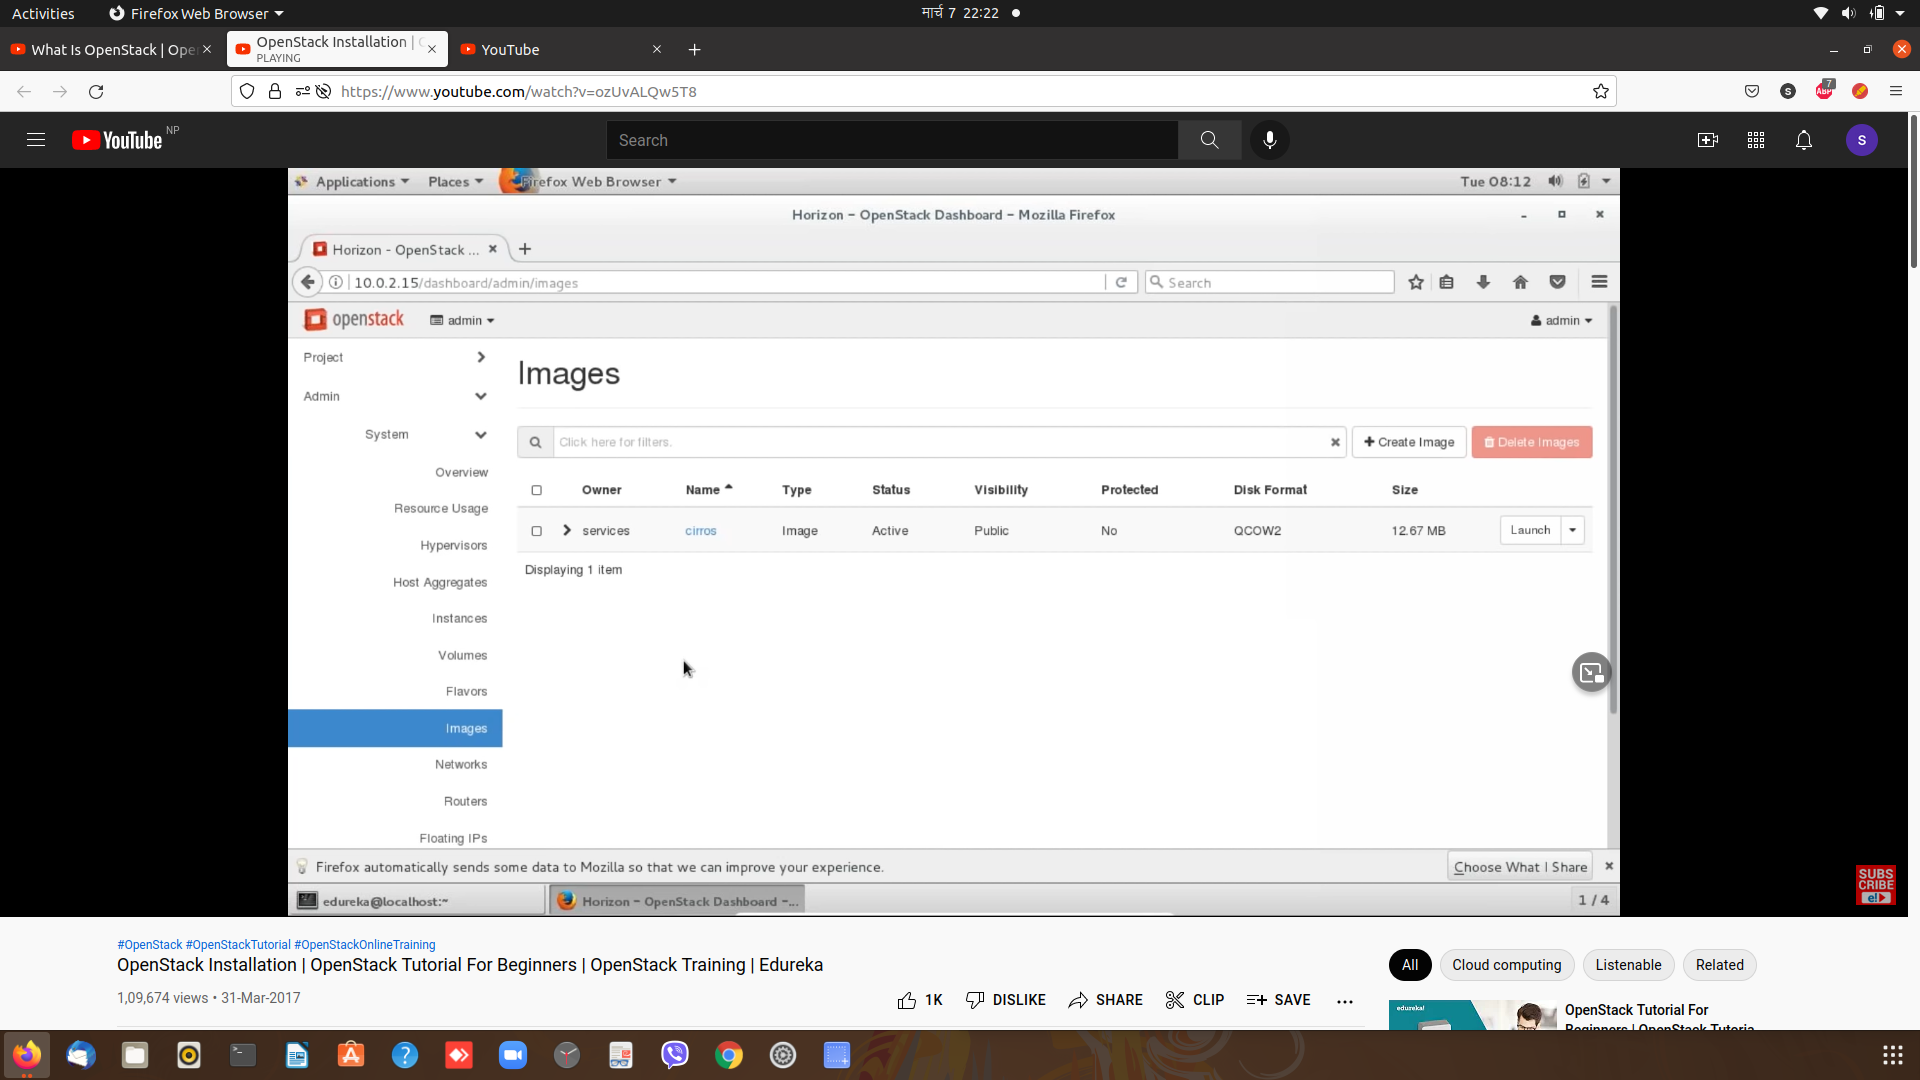 Activities Firefox Web Browser मार्च 7 22:22
What Is OpenStack | Ope
OpenStack Installation |
PLAYING
YouTube
https://www.youtube.com/watch?v=ozUvALQw5T8
S ABP 7
YouTube NP
Search
S
Applications Places Firefox Web Browser Tue 08:12
Horizon - OpenStack Dashboard - Mozilla Firefox
Horizon - OpenStack ...
10.0.2.15/dashboard/admin/images Search
openstack admin admin
Project
Admin
System
Overview
Resource Usage
Hypervisors
Host Aggregates
Instances
Volumes
Flavors
Images
Networks
Routers
Floating IPs
Images
Click here for filters. Create Image Delete Images
Owner Name Type Status Visibility Protected Disk Format Size
services cirros Image Active Public No QCOW2 12.67 MB Launch
Displaying 1 item
Firefox automatically sends some data to Mozilla so that we can improve your experience. Choose What I Share
edureka@localhost:~ Horizon - OpenStack Dashboard -... 1 / 4
SUBS
CRIBE
e!
#OpenStack #OpenStackTutorial #OpenStackOnlineTraining
OpenStack Installation | OpenStack Tutorial For Beginners | OpenStack Training | Edureka
1,09,674 views • 31-Mar-2017
1K DISLIKE SHARE CLIP SAVE
All Cloud computing Listenable Related
edureka!
OpenStack Tutorial For
Beginners | OpenStack Tutoria